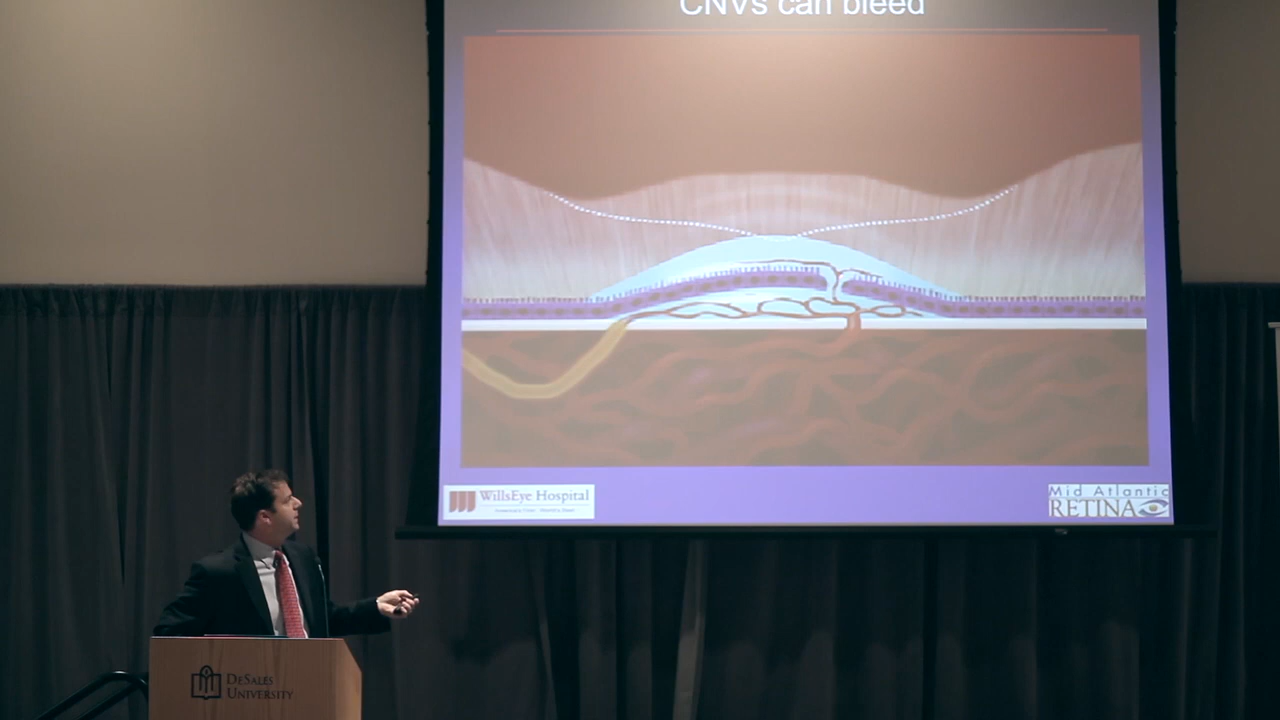 CNVs can bleed
WillsEye Hospital
Mid Atlantic
RETINA
DeSales
University